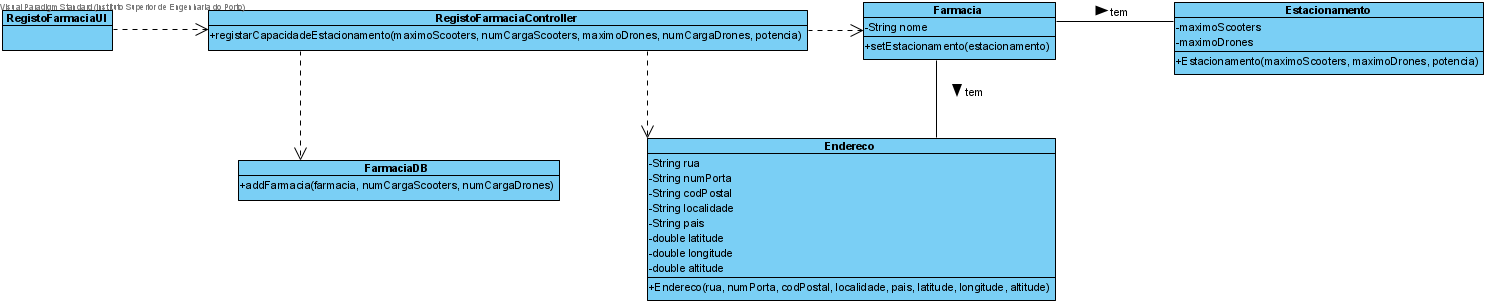 Visual Paradigm Standard (Instituto Superior de Engenharia do Porto)
RegistoFarmaciaUI
RegistoFarmaciaController
+registarCapacidadeEstacionamento(maximoScooters, numCargaScooters, maximoDrones, numCargaDrones, potencia)
Farmacia
-String nome
+setEstacionamento(estacionamento)
tem
Estacionamento
-maximoScooters
-maximoDrones
+Estacionamento(maximoScooters, maximoDrones, potencia)
tem
FarmaciaDB
+addFarmacia(farmacia, numCargaScooters, numCargaDrones)
Endereco
-String rua
-String numPorta
-String codPostal
-String localidade
-String pais
-double latitude
-double longitude
-double altitude
+Endereco(rua, numPorta, codPostal, localidade, pais, latitude, longitude, altitude)